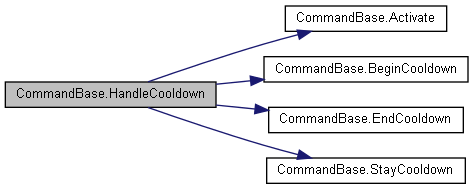 CommandBase.Activate
CommandBase.BeginCooldown
CommandBase.HandleCooldown
CommandBase.EndCooldown
CommandBase.StayCooldown